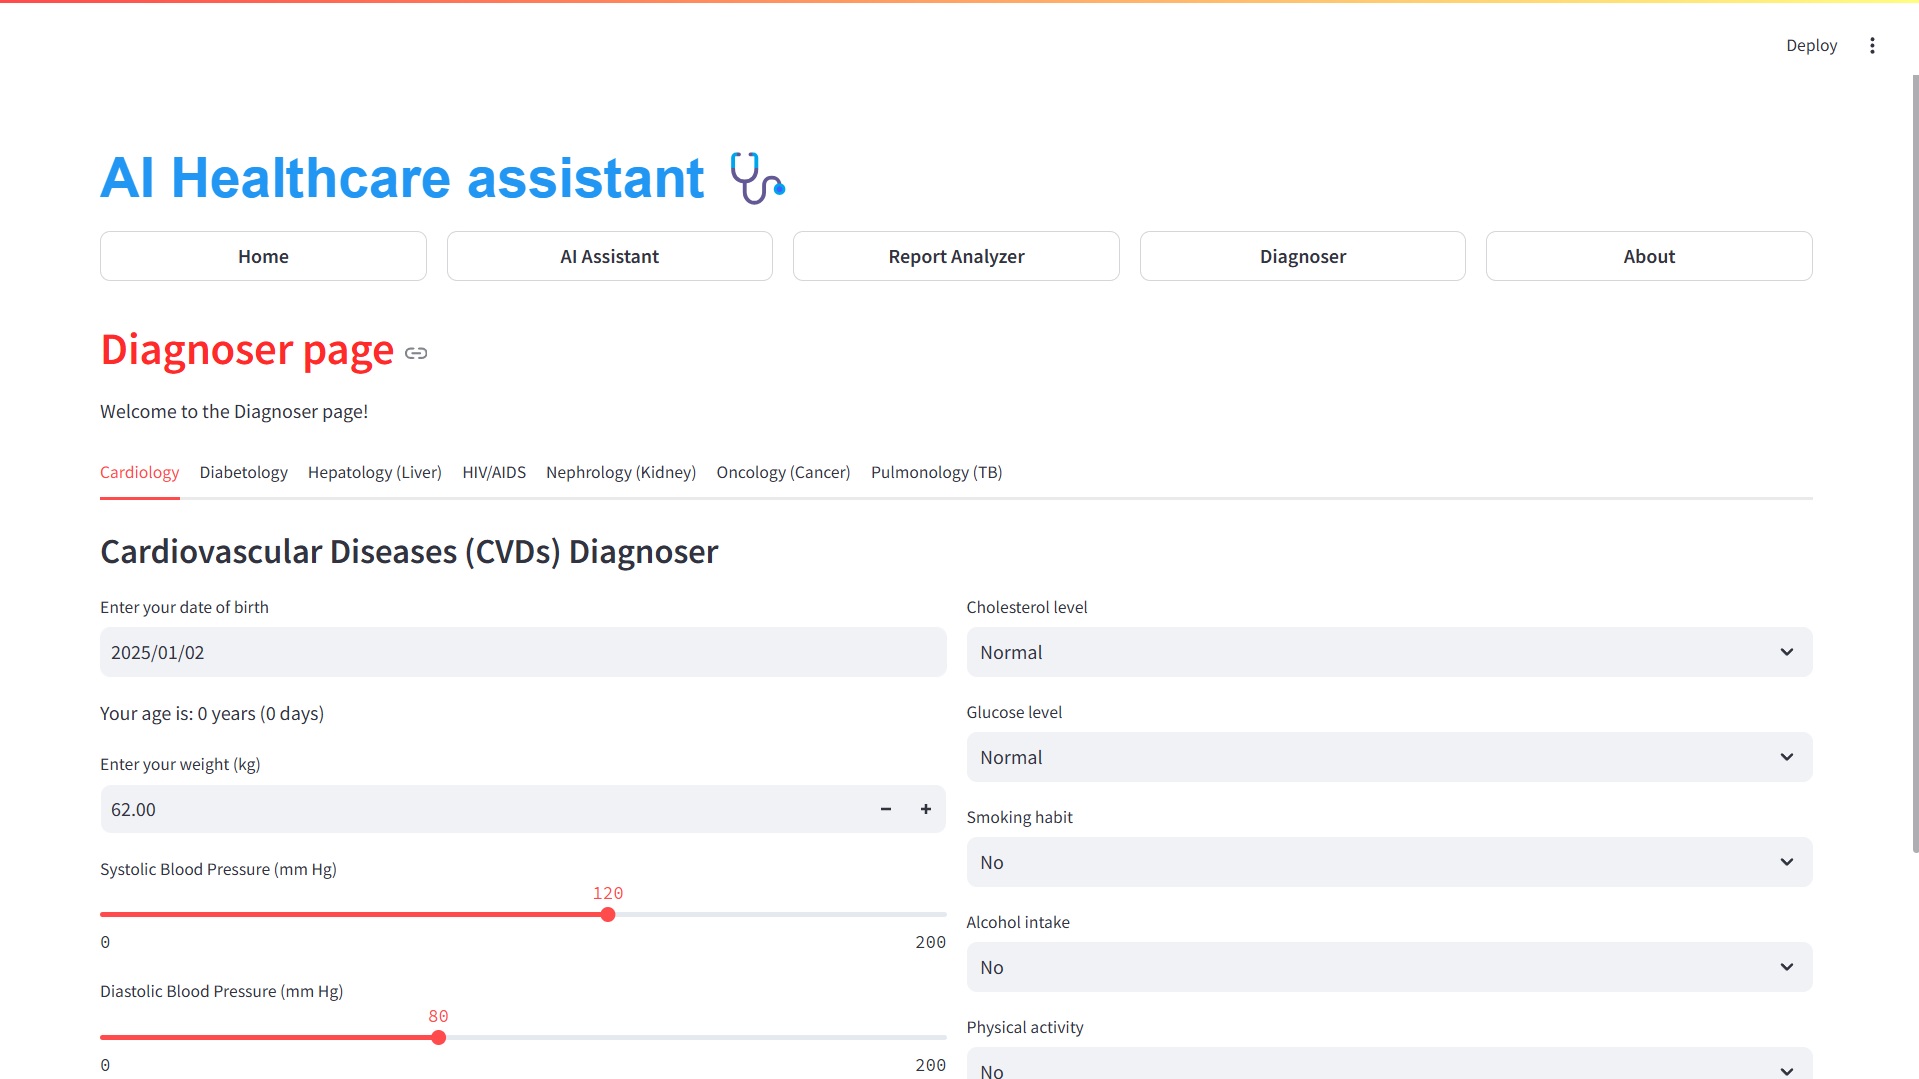 Deploy
AI Healthcare assistant
Home
AI Assistant
Report Analyzer
Diagnoser
About
Diagnoser page
Welcome to the Diagnoser page!
Cardiology
Diabetology
Hepatology (Liver)
HIV/AIDS
Nephrology (Kidney)
Oncology (Cancer)
Pulmonology (TB)
Cardiovascular Diseases (CVDs) Diagnoser
Enter your date of birth
2025/01/02
Your age is: 0 years (0 days)
Enter your weight (kg)
62.00
Systolic Blood Pressure (mm Hg)
120
0
200
Diastolic Blood Pressure (mm Hg)
80
0
200
Cholesterol level
Normal
Glucose level
Normal
Smoking habit
No
Alcohol intake
No
Physical activity
No